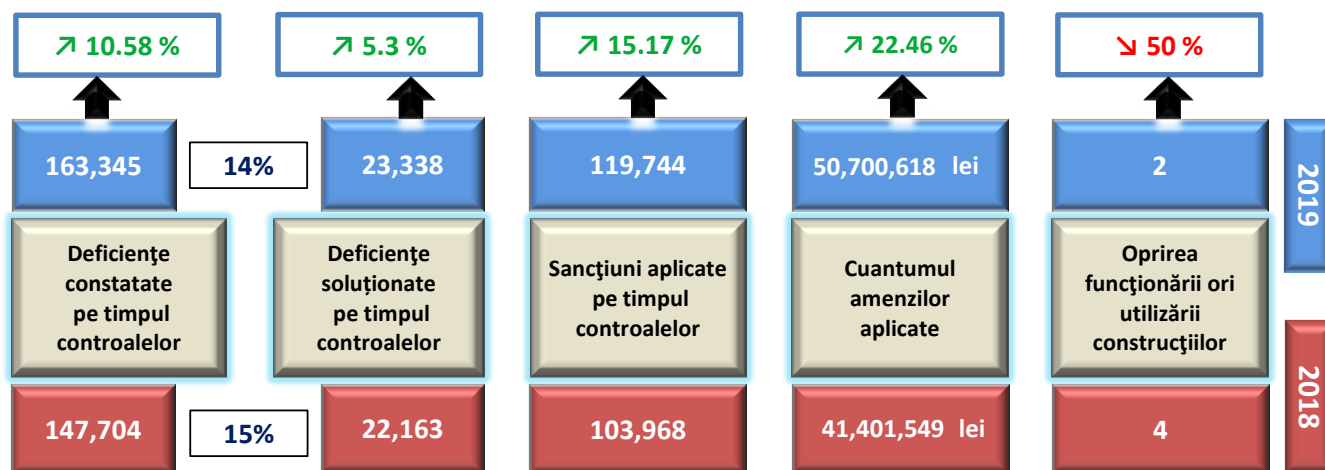 ↗ 10.58 %
↗ 5.3 %
↗ 15.17 %
↗ 22.46 %
↘ 50 %
163,345
14%
23,338
119,744
50,700,618 lei
2
2019
Deficienţe
constatate
pe timpul
controalelor
Deficienţe
soluționate
pe timpul
controalelor
Sancţiuni aplicate
pe timpul
controalelor
Cuantumul
amenzilor
aplicate
Oprirea
funcţionării ori
utilizării
construcţiilor
147,704
15%
22,163
103,968
41,401,549 lei
4
2018